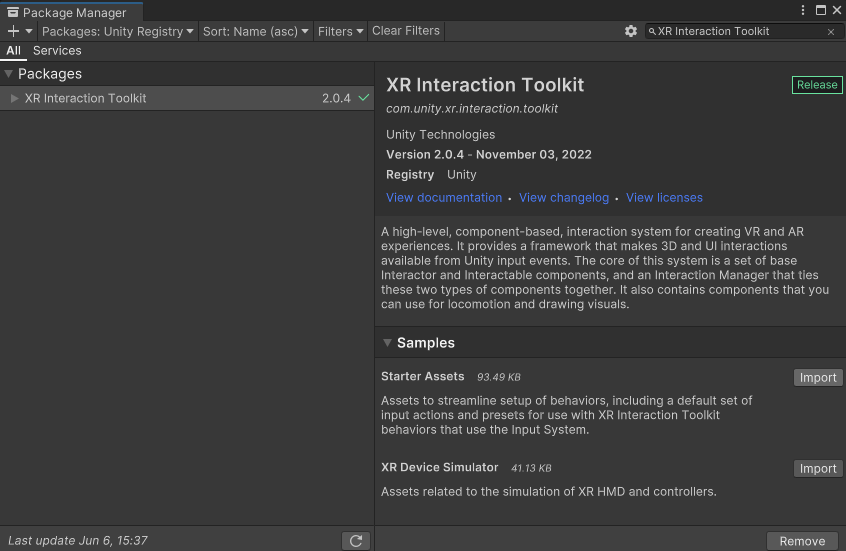 Package Manager
Packages: Unity Registry
Sort: Name (asc)
Filters
Clear Filters
XR Interaction Toolkit
All
Services
Packages
XR Interaction Toolkit
2.0.4
XR Interaction Toolkit
Release
com.unity.xr.interaction.toolkit
Unity Technologies
Version 2.0.4 - November 03, 2022
Registry Unity
View documentation • View changelog • View licenses
A high-level, component-based, interaction system for creating VR and AR
experiences. It provides a framework that makes 3D and UI interactions
available from Unity input events. The core of this system is a set of base
Interactor and Interactable components, and an Interaction Manager that ties
these two types of components together. It also contains components that you
can use for locomotion and drawing visuals.
Samples
Starter Assets 93.49 KB
Import
Assets to streamline setup of behaviors, including a default set of
input actions and presets for use with XR Interaction Toolkit
behaviors that use the Input System.
XR Device Simulator 41.13 KB
Import
Assets related to the simulation of XR HMD and controllers.
Last update Jun 6, 15:37
Remove